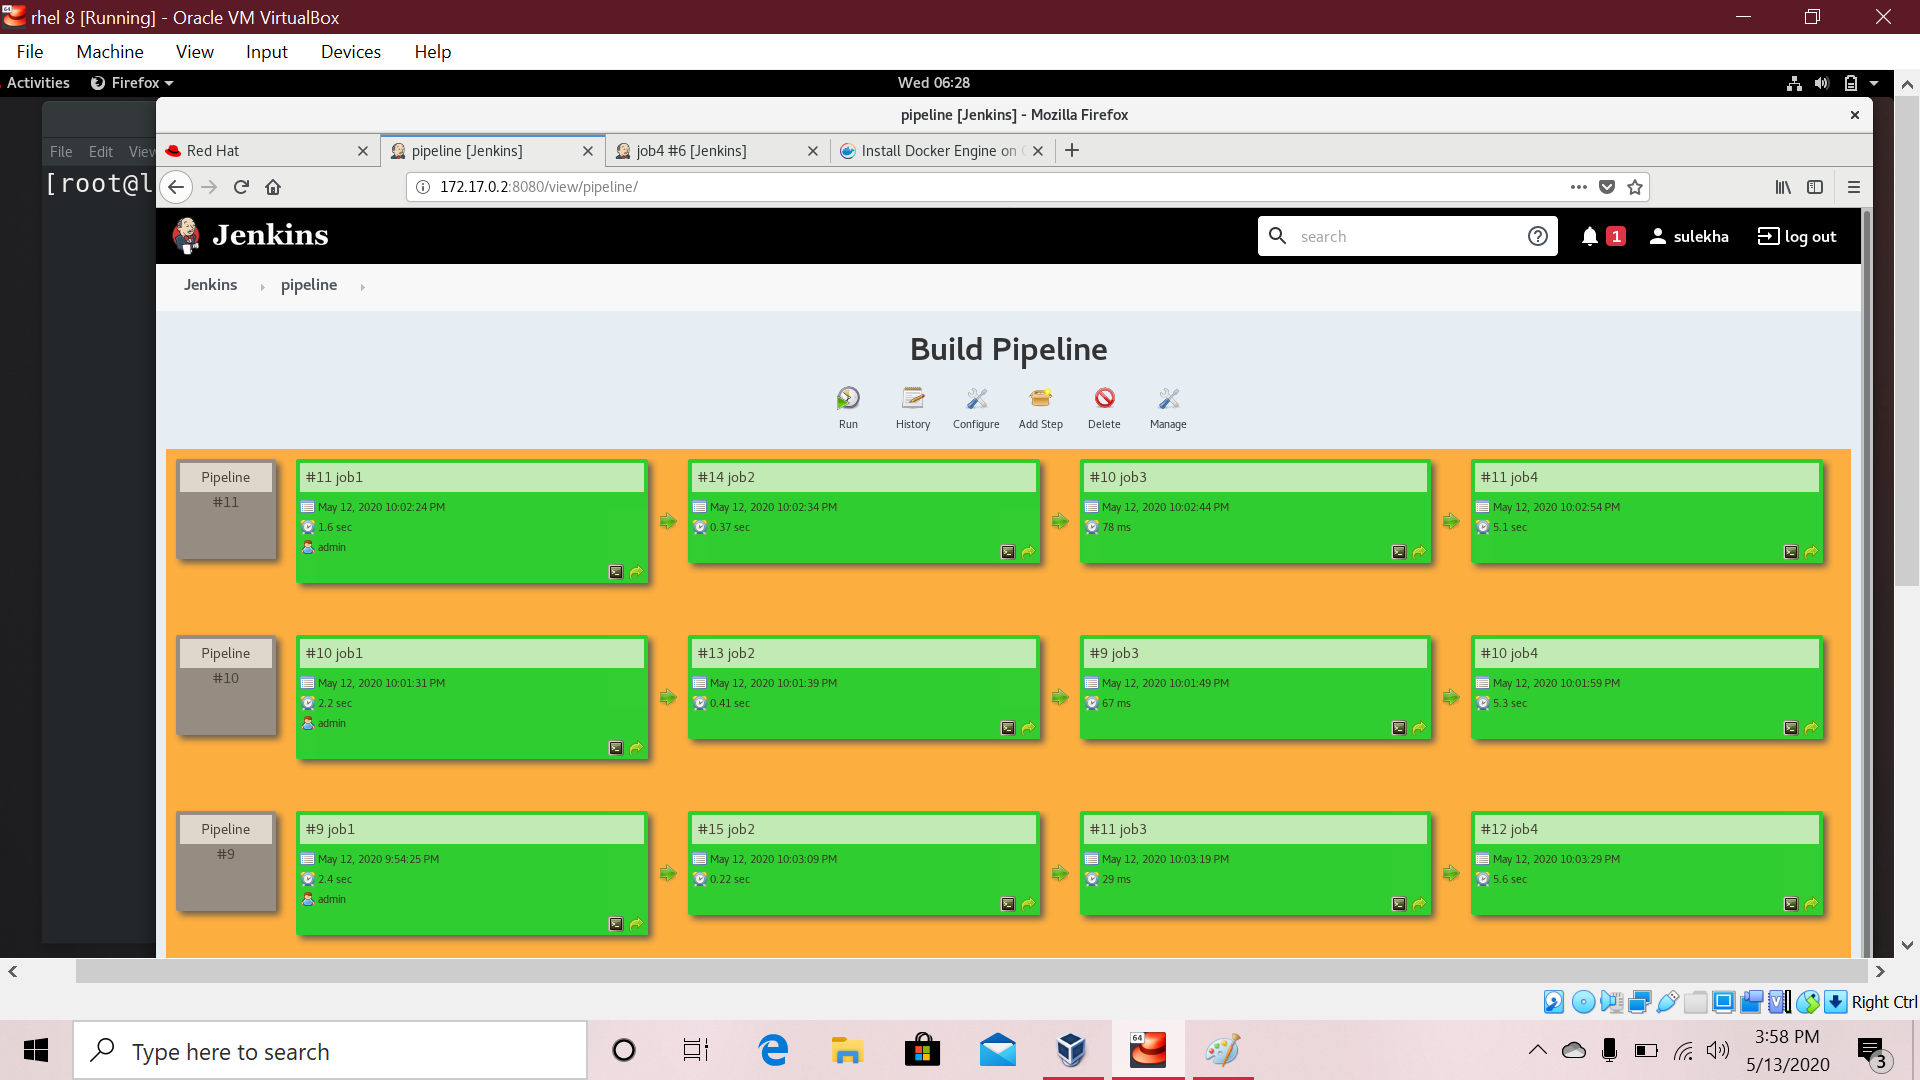 rhel 8 [Running] - Oracle VM VirtualBox
File Machine View Input Devices Help
Activities Firefox Wed 06:28
pipeline [Jenkins] - Mozilla Firefox
File Edit View
Red Hat pipeline [Jenkins] job4 #6 [Jenkins] Install Docker Engine on
[root@l
172.17.0.2:8080/view/pipeline/
Jenkins search 1 sulekha log out
Jenkins pipeline
Build Pipeline
Run History Configure Add Step Delete Manage
Pipeline #11
#11 job1
May 12, 2020 10:02:24 PM
1.6 sec
admin
#14 job2
May 12, 2020 10:02:34 PM
0.37 sec
#10 job3
May 12, 2020 10:02:44 PM
78 ms
#11 job4
May 12, 2020 10:02:54 PM
5.1 sec
Pipeline #10
#10 job1
May 12, 2020 10:01:31 PM
2.2 sec
admin
#13 job2
May 12, 2020 10:01:39 PM
0.41 sec
#9 job3
May 12, 2020 10:01:49 PM
67 ms
#10 job4
May 12, 2020 10:01:59 PM
5.3 sec
Pipeline #9
#9 job1
May 12, 2020 9:54:25 PM
2.4 sec
admin
#15 job2
May 12, 2020 10:03:09 PM
0.22 sec
#11 job3
May 12, 2020 10:03:19 PM
29 ms
#12 job4
May 12, 2020 10:03:29 PM
5.6 sec
Right Ctrl
Type here to search
64
3:58 PM
5/13/2020
3